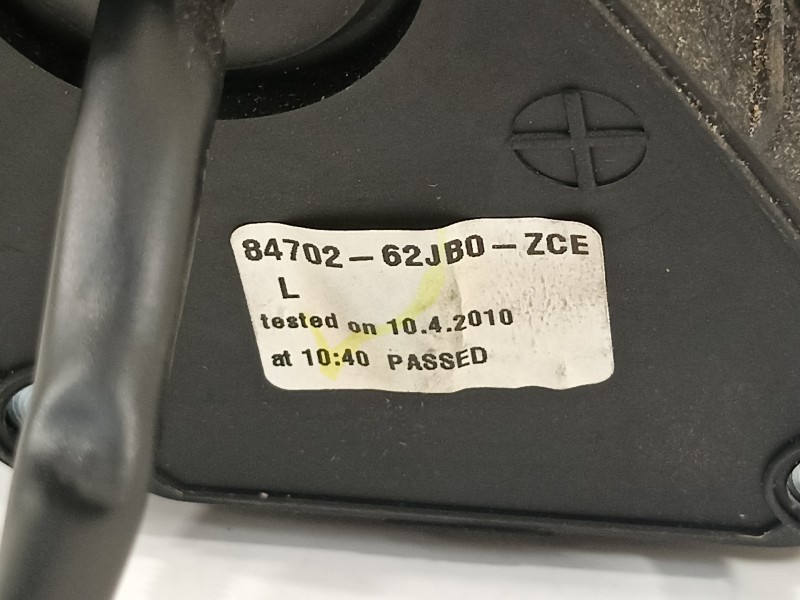 84702-62JB0-ZCE
L
tested on 10.4.2010
at 10:40 PASSED